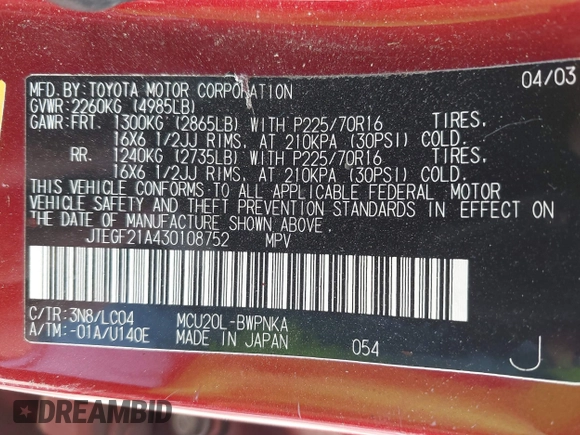 MFD.BY:TOYOTA MOTOR CORPORATION 04/03
GVWR:2260KG (4985LB)
GAWR:FRT. 1300KG (2865LB) WITH P225/70R16 TIRES.
16X6 1/2JJ RIMS, AT 210KPA (30PSI) COLD.
RR. 1240KG (2735LB) WITH P225/70R16 TIRES.
16X6 1/2JJ RIMS, AT 210KPA (30PSI) COLD.
THIS VEHICLE CONFORMS TO ALL APPLICABLE FEDERAL MOTOR
VEHICLE SAFETY AND THEFT PREVENTION STANDARDS IN EFFECT ON
THE DATE OF MANUFACTURE SHOWN ABOVE.
JTEGF21A430108752 MPV
C/TR:3N8/LC04 MCU20L-BWPNKA
A/TM:-01A/U140E MADE IN JAPAN 054 J
DREAMBID